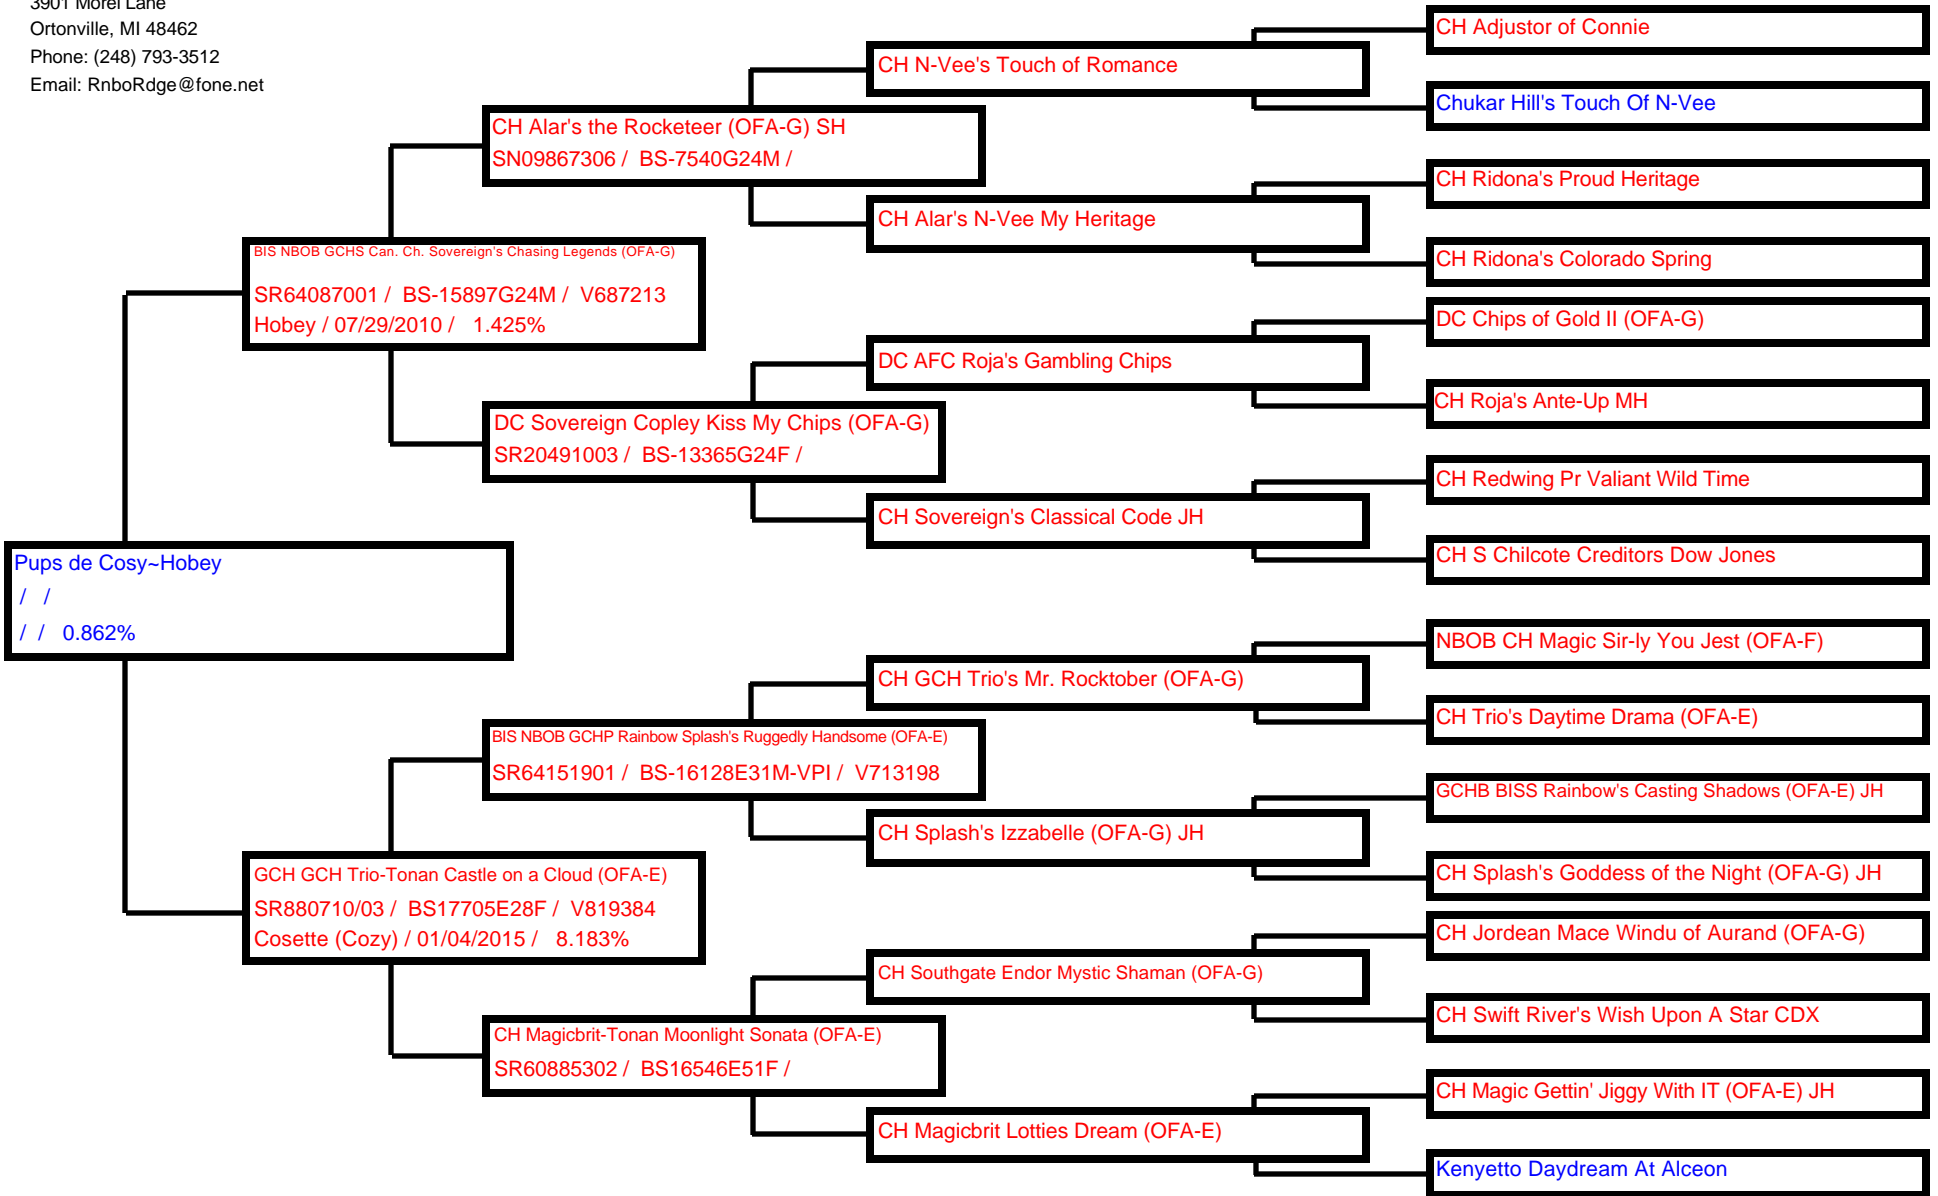 3901 Morel Lane
Ortonville, MI 48462
Phone: (248) 793-3512
Email: RnboRdge@fone.net
Pups de Cosy~Hobey
/ /
/ / 0.862%
BIS NBOB GCHS Can. Ch. Sovereign's Chasing Legends (OFA-G)
SR64087001 / BS-15897G24M / V687213
Hobey / 07/29/2010 / 1.425%
GCH GCH Trio-Tonan Castle on a Cloud (OFA-E)
SR880710/03 / BS17705E28F / V819384
Cosette (Cozy) / 01/04/2015 / 8.183%
CH Alar's the Rocketeer (OFA-G) SH
SN09867306 / BS-7540G24M /
DC Sovereign Copley Kiss My Chips (OFA-G)
SR20491003 / BS-13365G24F /
BIS NBOB GCHP Rainbow Splash's Ruggedly Handsome (OFA-E)
SR64151901 / BS-16128E31M-VPI / V713198
CH Magicbrit-Tonan Moonlight Sonata (OFA-E)
SR60885302 / BS16546E51F /
CH N-Vee's Touch of Romance
CH Alar's N-Vee My Heritage
DC AFC Roja's Gambling Chips
CH Sovereign's Classical Code JH
CH GCH Trio's Mr. Rocktober (OFA-G)
CH Splash's Izzabelle (OFA-G) JH
CH Southgate Endor Mystic Shaman (OFA-G)
CH Magicbrit Lotties Dream (OFA-E)
CH Adjustor of Connie
Chukar Hill's Touch Of N-Vee
CH Ridona's Proud Heritage
CH Ridona's Colorado Spring
DC Chips of Gold II (OFA-G)
CH Roja's Ante-Up MH
CH Redwing Pr Valiant Wild Time
CH S Chilcote Creditors Dow Jones
NBOB CH Magic Sir-ly You Jest (OFA-F)
CH Trio's Daytime Drama (OFA-E)
GCHB BISS Rainbow's Casting Shadows (OFA-E) JH
CH Splash's Goddess of the Night (OFA-G) JH
CH Jordean Mace Windu of Aurand (OFA-G)
CH Swift River's Wish Upon A Star CDX
CH Magic Gettin' Jiggy With IT (OFA-E) JH
Kenyetto Daydream At Alceon